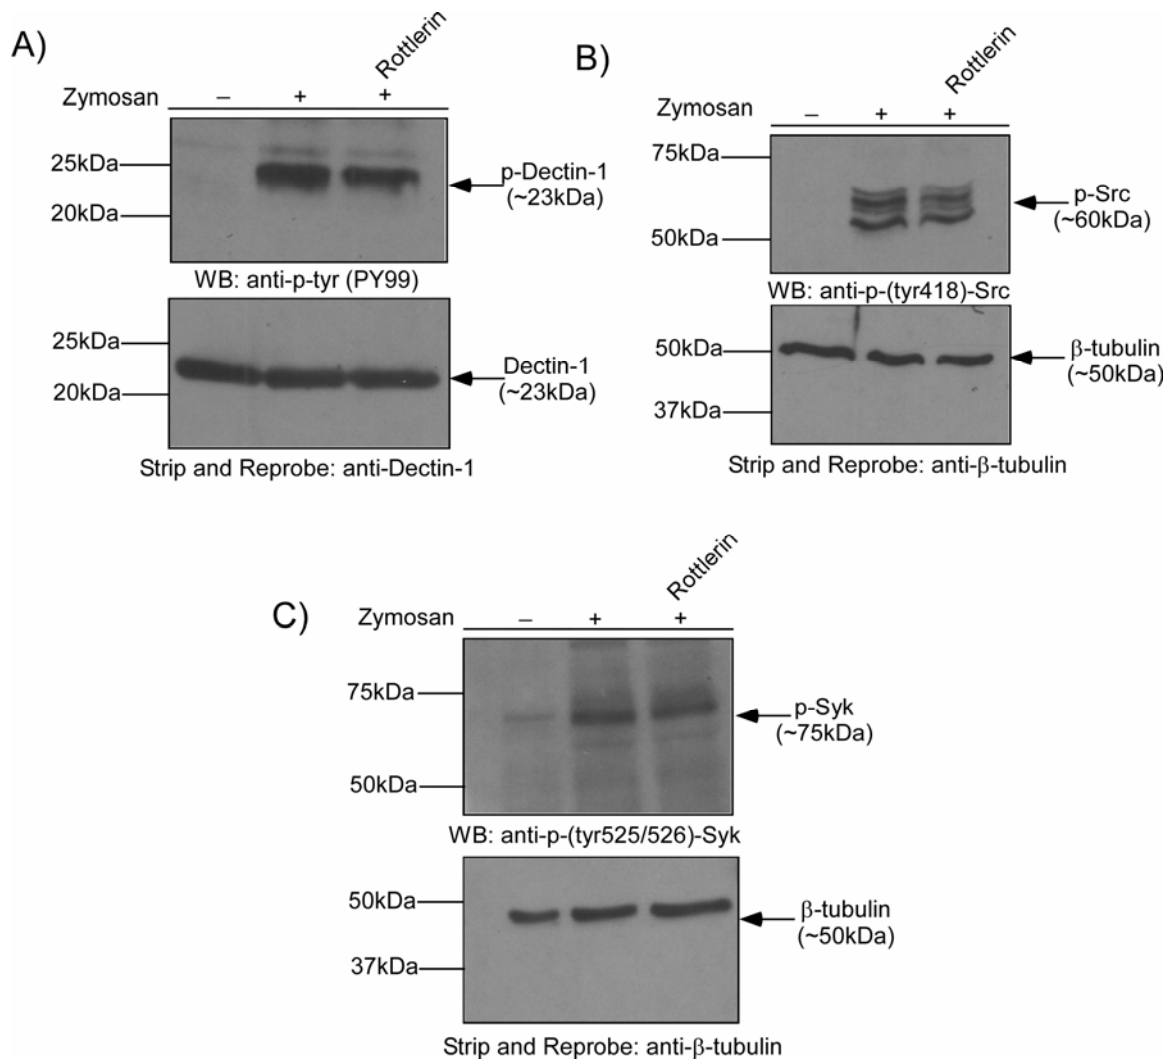 A)
Rottlerin
Zymosan – + +
25kDa
20kDa
p-Dectin-1
(~23kDa)
WB: anti-p-tyr (PY99)
25kDa
20kDa
Dectin-1
(~23kDa)
Strip and Reprobe: anti-Dectin-1
B)
Rottlerin
Zymosan – + +
75kDa
50kDa
p-Src
(~60kDa)
WB: anti-p-(tyr418)-Src
50kDa
37kDa
β-tubulin
(~50kDa)
Strip and Reprobe: anti-β-tubulin
C)
Rottlerin
Zymosan – + +
75kDa
50kDa
p-Syk
(~75kDa)
WB: anti-p-(tyr525/526)-Syk
50kDa
37kDa
β-tubulin
(~50kDa)
Strip and Reprobe: anti-β-tubulin